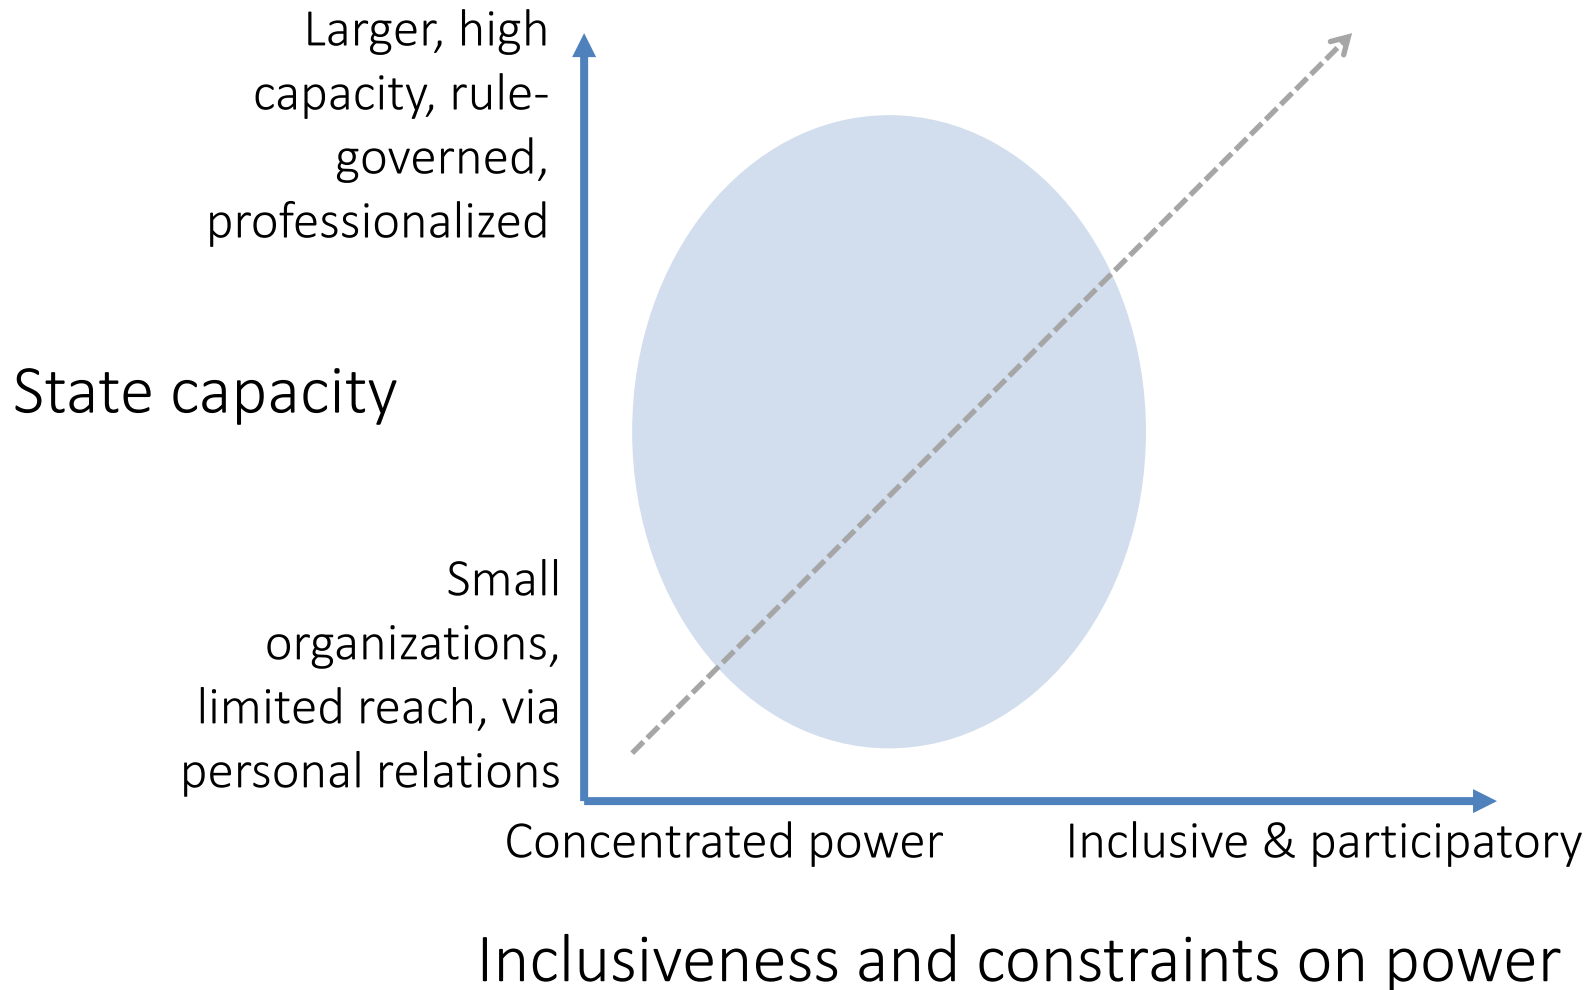 Larger, high
capacity, rule-
governed,
professionalized
State capacity
Small
organizations,
limited reach, via
personal relations
Concentrated power
Inclusive & participatory
Inclusiveness and constraints on power